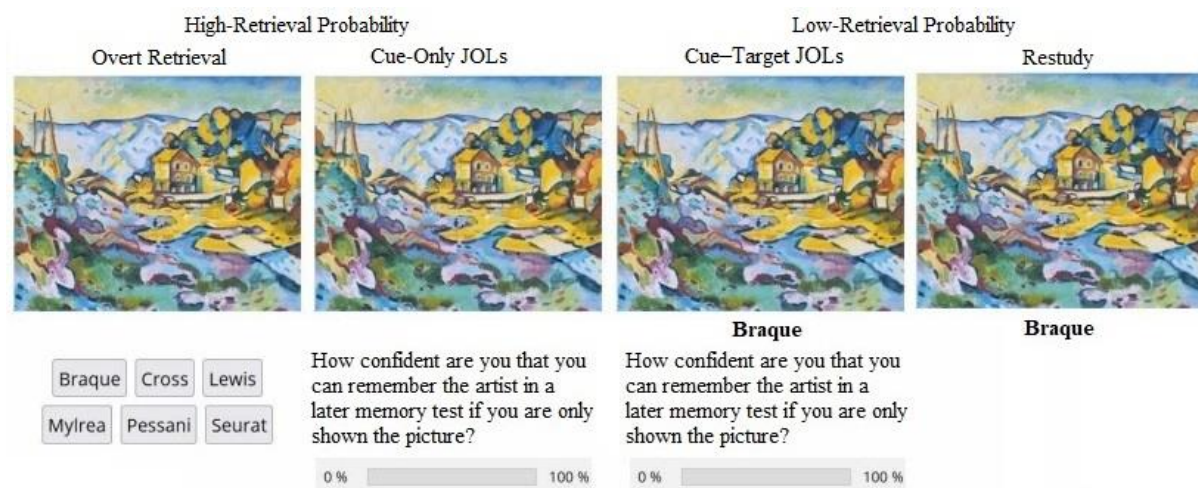 High-Retrieval Probability
Low-Retrieval Probability
Overt Retrieval
Cue-Only JOLs
Cue–Target JOLs
Restudy
Braque
Braque
Braque Cross Lewis
Mylrea Pessani Seurat
How confident are you that you
can remember the artist in a
later memory test if you are only
shown the picture?
0 % 100 %
How confident are you that you
can remember the artist in a
later memory test if you are only
shown the picture?
0 % 100 %